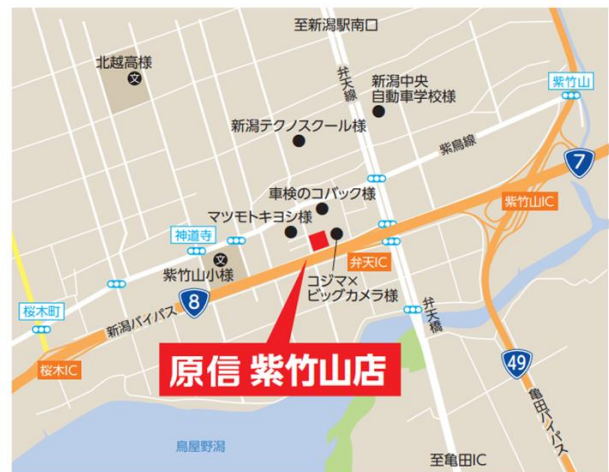 至新潟駅南口
北越高様
文
弁天線
新潟中央
自動車学校様
紫竹山
新潟テクノスクール様
紫鳥線
7
車検のコバック様
マツモトキヨシ様
紫竹山IC
神道寺
弁天IC
紫竹山小様
文
コジマ×
ビッグカメラ様
8
新潟バイパス
桜木町
弁天橋
原信 紫竹山店
49
桜木IC
亀田バイパス
鳥屋野潟
至亀田IC